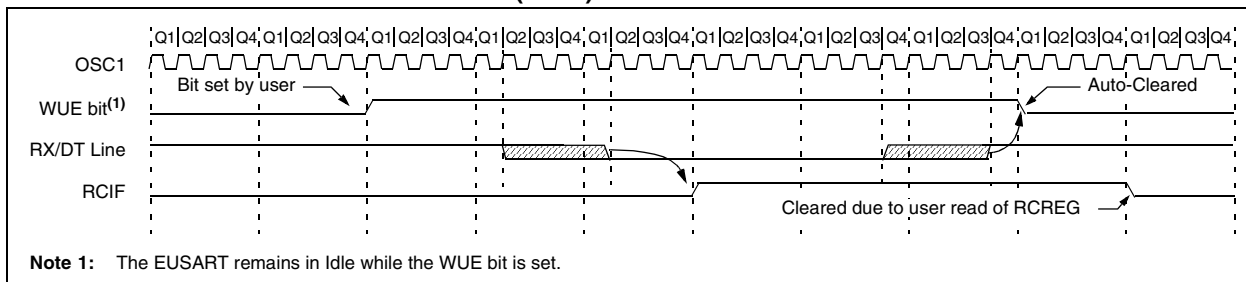 Q1 Q2 Q3 Q4 Q1 Q2 Q3 Q4 Q1 Q2 Q3 Q4 Q1 Q2 Q3 Q4 Q1 Q2 Q3 Q4 Q1 Q2 Q3 Q4 Q1 Q2 Q3 Q4 Q1 Q2 Q3 Q4 Q1 Q2 Q3 Q4 Q1 Q2 Q3 Q4
OSC1
Bit set by user
Auto-Cleared
WUE bit(1)
RX/DT Line
RCIF
Cleared due to user read of RCREG
Note 1: The EUSART remains in Idle while the WUE bit is set.